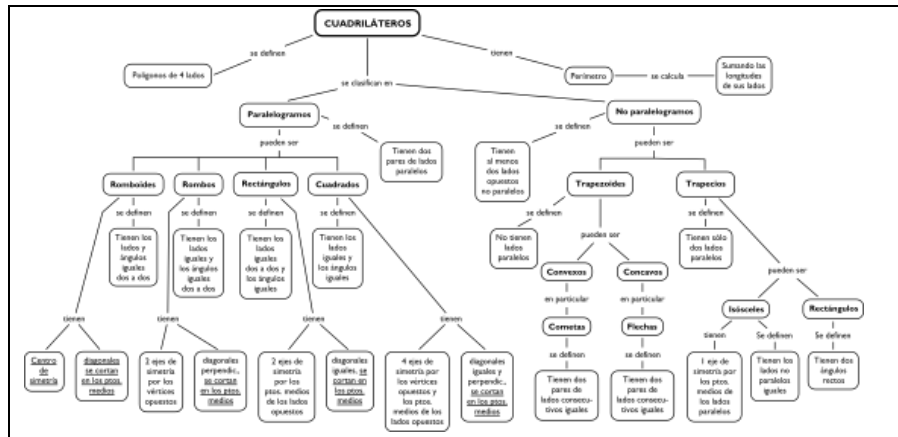 CUADRILÁTEROS
se definen
tienen
Polígonos de 4 lados
se clasifican en
Perímetro
se calcula
Sumando las
longitudes
de sus lados
Paralelogramos
se definen
Tienen dos
pares de lados
paralelos
pueden ser
No paralelogramos
se definen
Tienen
al menos
dos lados
opuestos
no paralelos
pueden ser
Romboides
Rombos
Rectángulos
Cuadrados
se definen
se definen
se definen
se definen
Tienen los
lados y
ángulos
iguales
dos a dos
Tienen los
lados
iguales y
los ángulos
iguales
dos a dos
Tienen los
lados
iguales
dos a dos y
los ángulos
iguales
Tienen los
lados
iguales y
los ángulos
iguales
tienen
tienen
tienen
tienen
Centro
de
simetría
diagonales
se cortan
en los ptos.
medios
2 ejes de
simetría
por los
vértices
opuestos
diagonales
perpendic.,
se cortan
en los ptos.
medios
2 ejes de
simetría
por los
ptos. medios
de los lados
opuestos
diagonales
iguales, se
cortan en
los ptos.
medios
4 ejes de
simetría por
los vértices
opuestos y
los ptos.
medios de los
lados opuestos
diagonales
iguales y
perpendic.,
se cortan
en los ptos.
medios
Trapezoides
Trapecios
se definen
No tienen
lados
paralelos
pueden ser
se definen
Tienen sólo
dos lados
paralelos
pueden ser
Convexos
Concavos
en particular
en particular
Cometas
Flechas
se definen
se definen
Tienen dos
pares de
lados consecu-
tivos iguales
Tienen dos
pares de
lados consecu-
tivos iguales
Isósceles
Rectángulos
tienen
Se definen
Se definen
1 eje de
simetría por
los ptos.
medios de
los lados
paralelos
Tienen los
lados no
paralelos
iguales
Tienen dos
ángulos
rectos